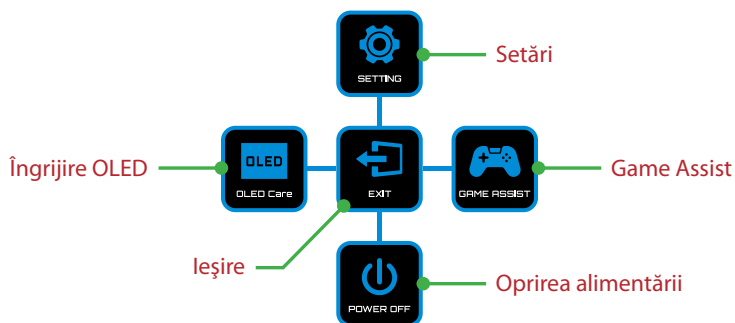 SETTING
Setări
Îngrijire OLED
OLED
OLED Care
EXIT
GAME ASSIST
Game Assist
Ieşire
POWER OFF
Oprirea alimentării